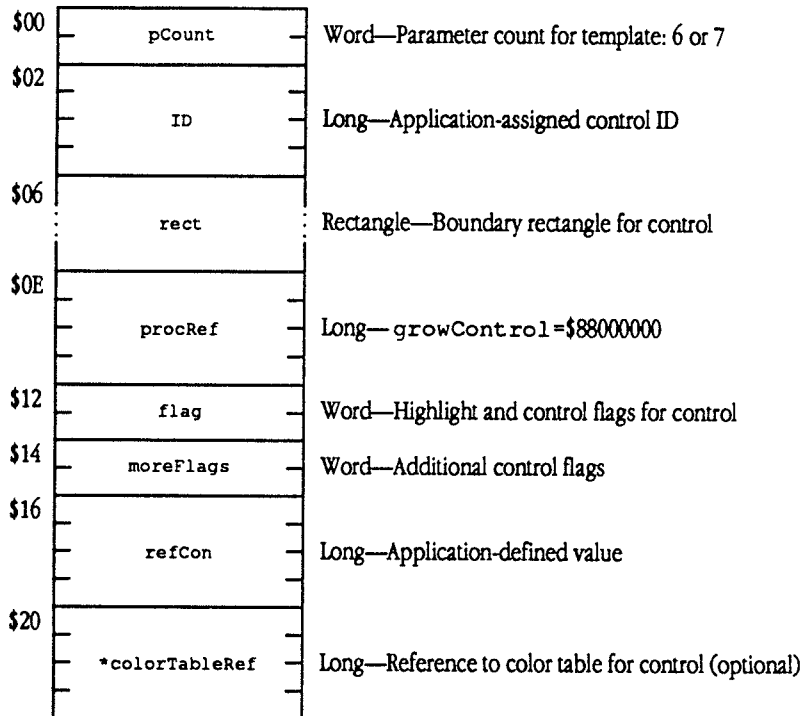 $00 pCount Word—Parameter count for template: 6 or 7
$02
ID Long—Application-assigned control ID
$06
rect Rectangle—Boundary rectangle for control
$0E
procRef Long—growControl=$88000000
$12
flag Word—Highlight and control flags for control
$14
moreFlags Word—Additional control flags
$16
refCon Long—Application-defined value
$20
*colorTableRef Long—Reference to color table for control (optional)